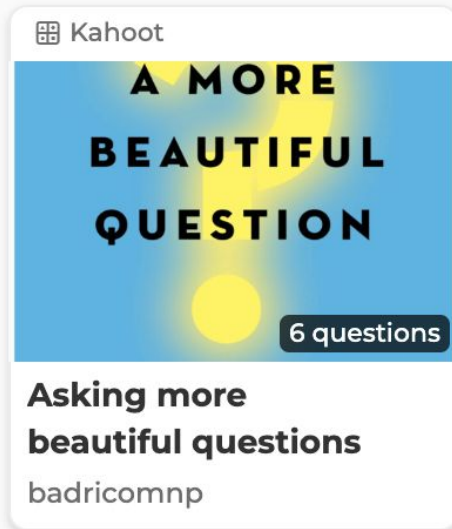 Kahoot
A MORE
BEAUTIFUL
QUESTION
6 questions
Asking more
beautiful questions
badricomnp